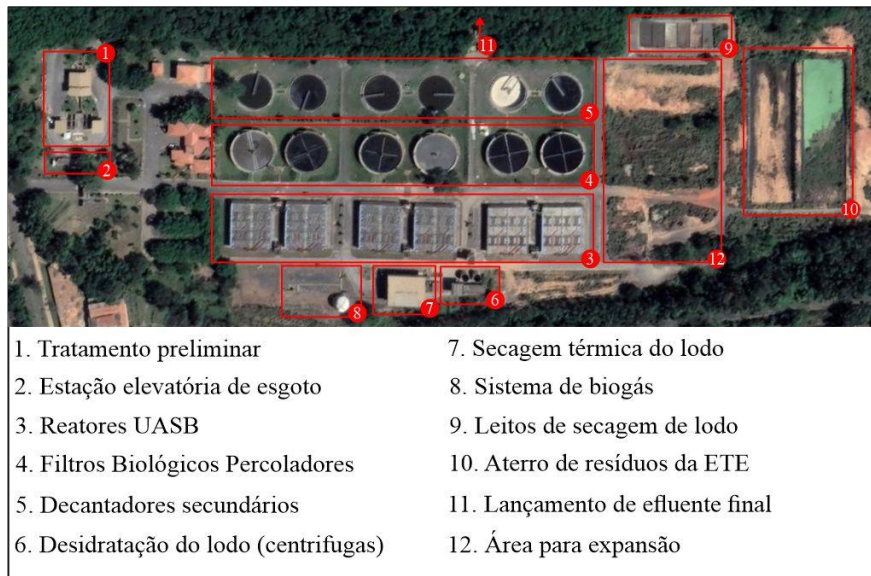 1
11
9
5
2
4
10
3
12
8
7
6
1. Tratamento preliminar
2. Estação elevatória de esgoto
3. Reatores UASB
4. Filtros Biológicos Percoladores
5. Decantadores secundários
6. Desidratação do lodo (centrifugas)
7. Secagem térmica do lodo
8. Sistema de biogás
9. Leitos de secagem de lodo
10. Aterro de resíduos da ETE
11. Lançamento de efluente final
12. Área para expansão